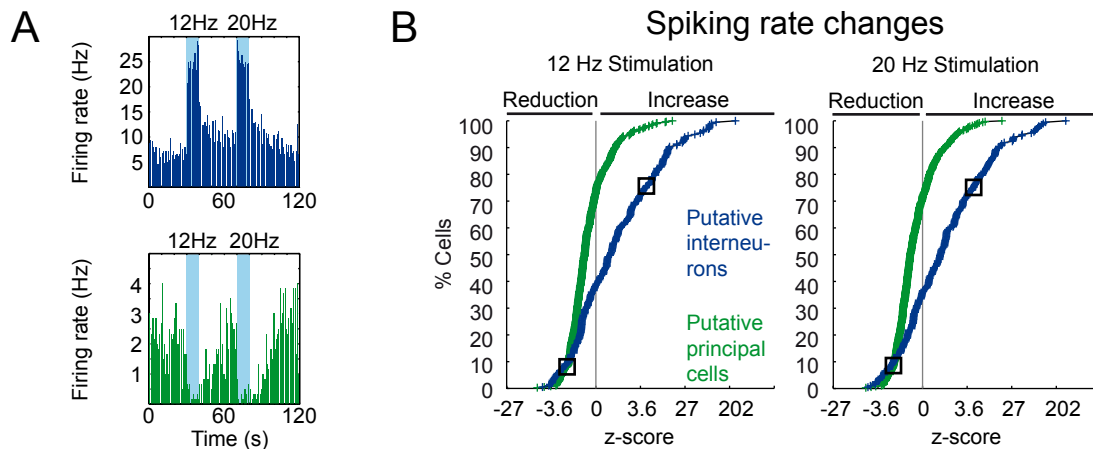 A
12Hz 20Hz
Firing rate (Hz)
25
20
15
10
5
0 60 120
12Hz 20Hz
Firing rate (Hz)
4
3
2
1
0 60 120
Time (s)
B
Spiking rate changes
12 Hz Stimulation
Reduction Increase
% Cells
100
90
80
70
60
50
40
30
20
10
0
-27 -3.6 0 3.6 27 202
z-score
Putative
interneu-
rons
Putative
principal
cells
20 Hz Stimulation
Reduction Increase
100
90
80
70
60
50
40
30
20
10
0
-27 -3.6 0 3.6 27 202
z-score